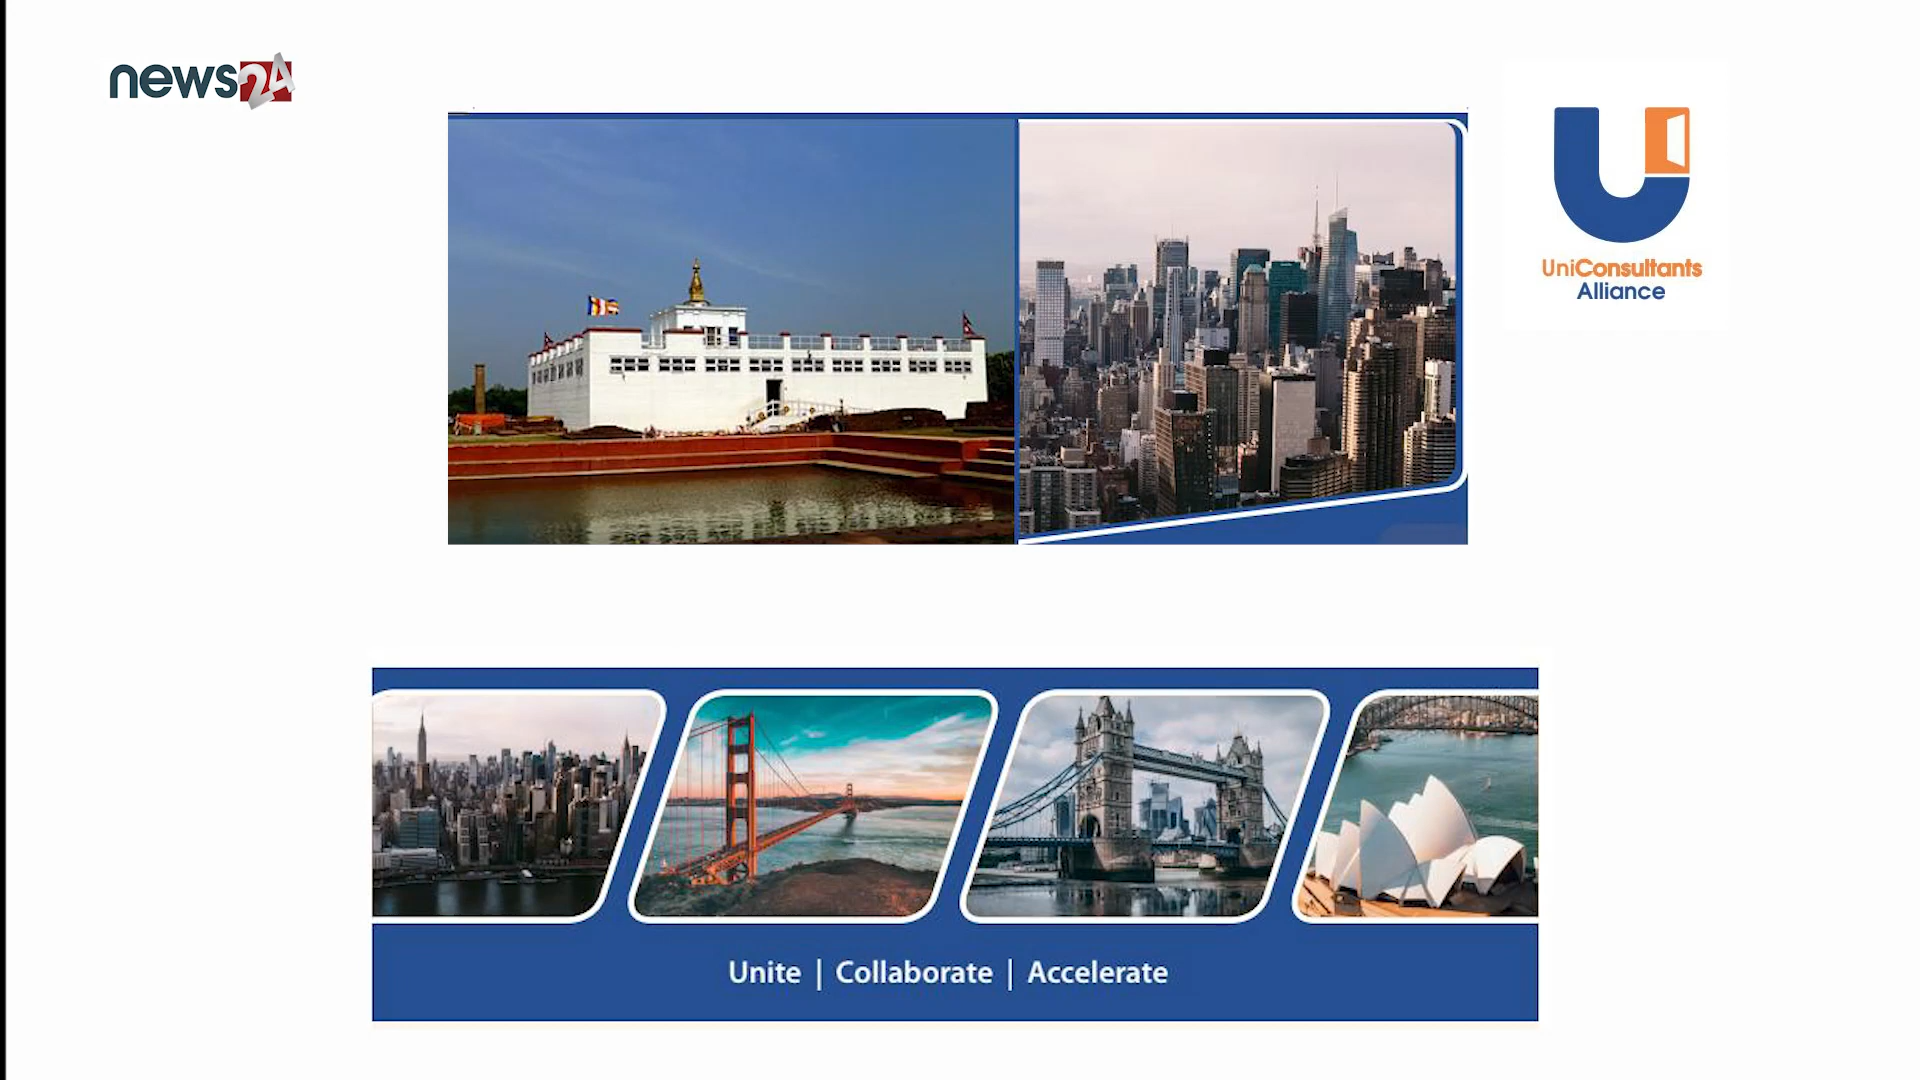 news24
UniConsultants
Alliance
Unite | Collaborate | Accelerate